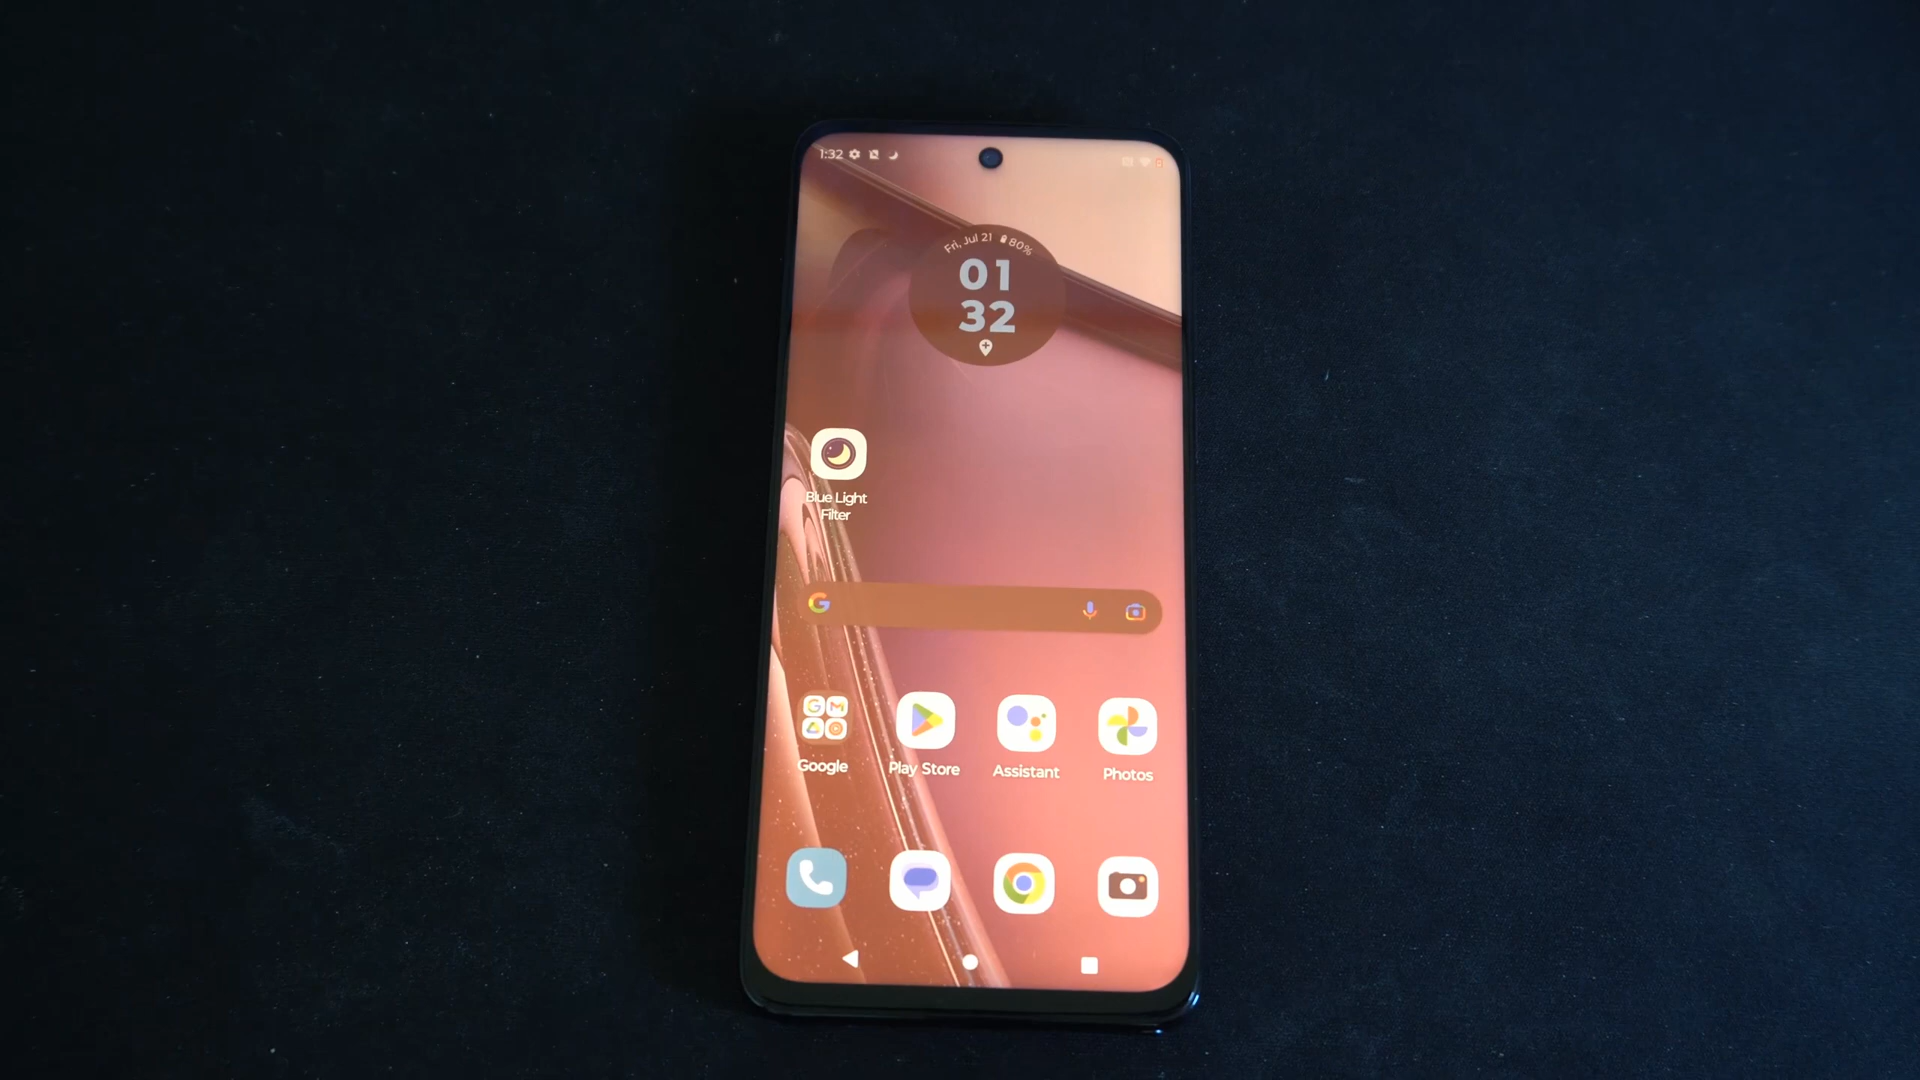 1:32
Fri, Jul 21 80%
01
32
Blue Light
Filter
Google
Play Store
Assistant
Photos